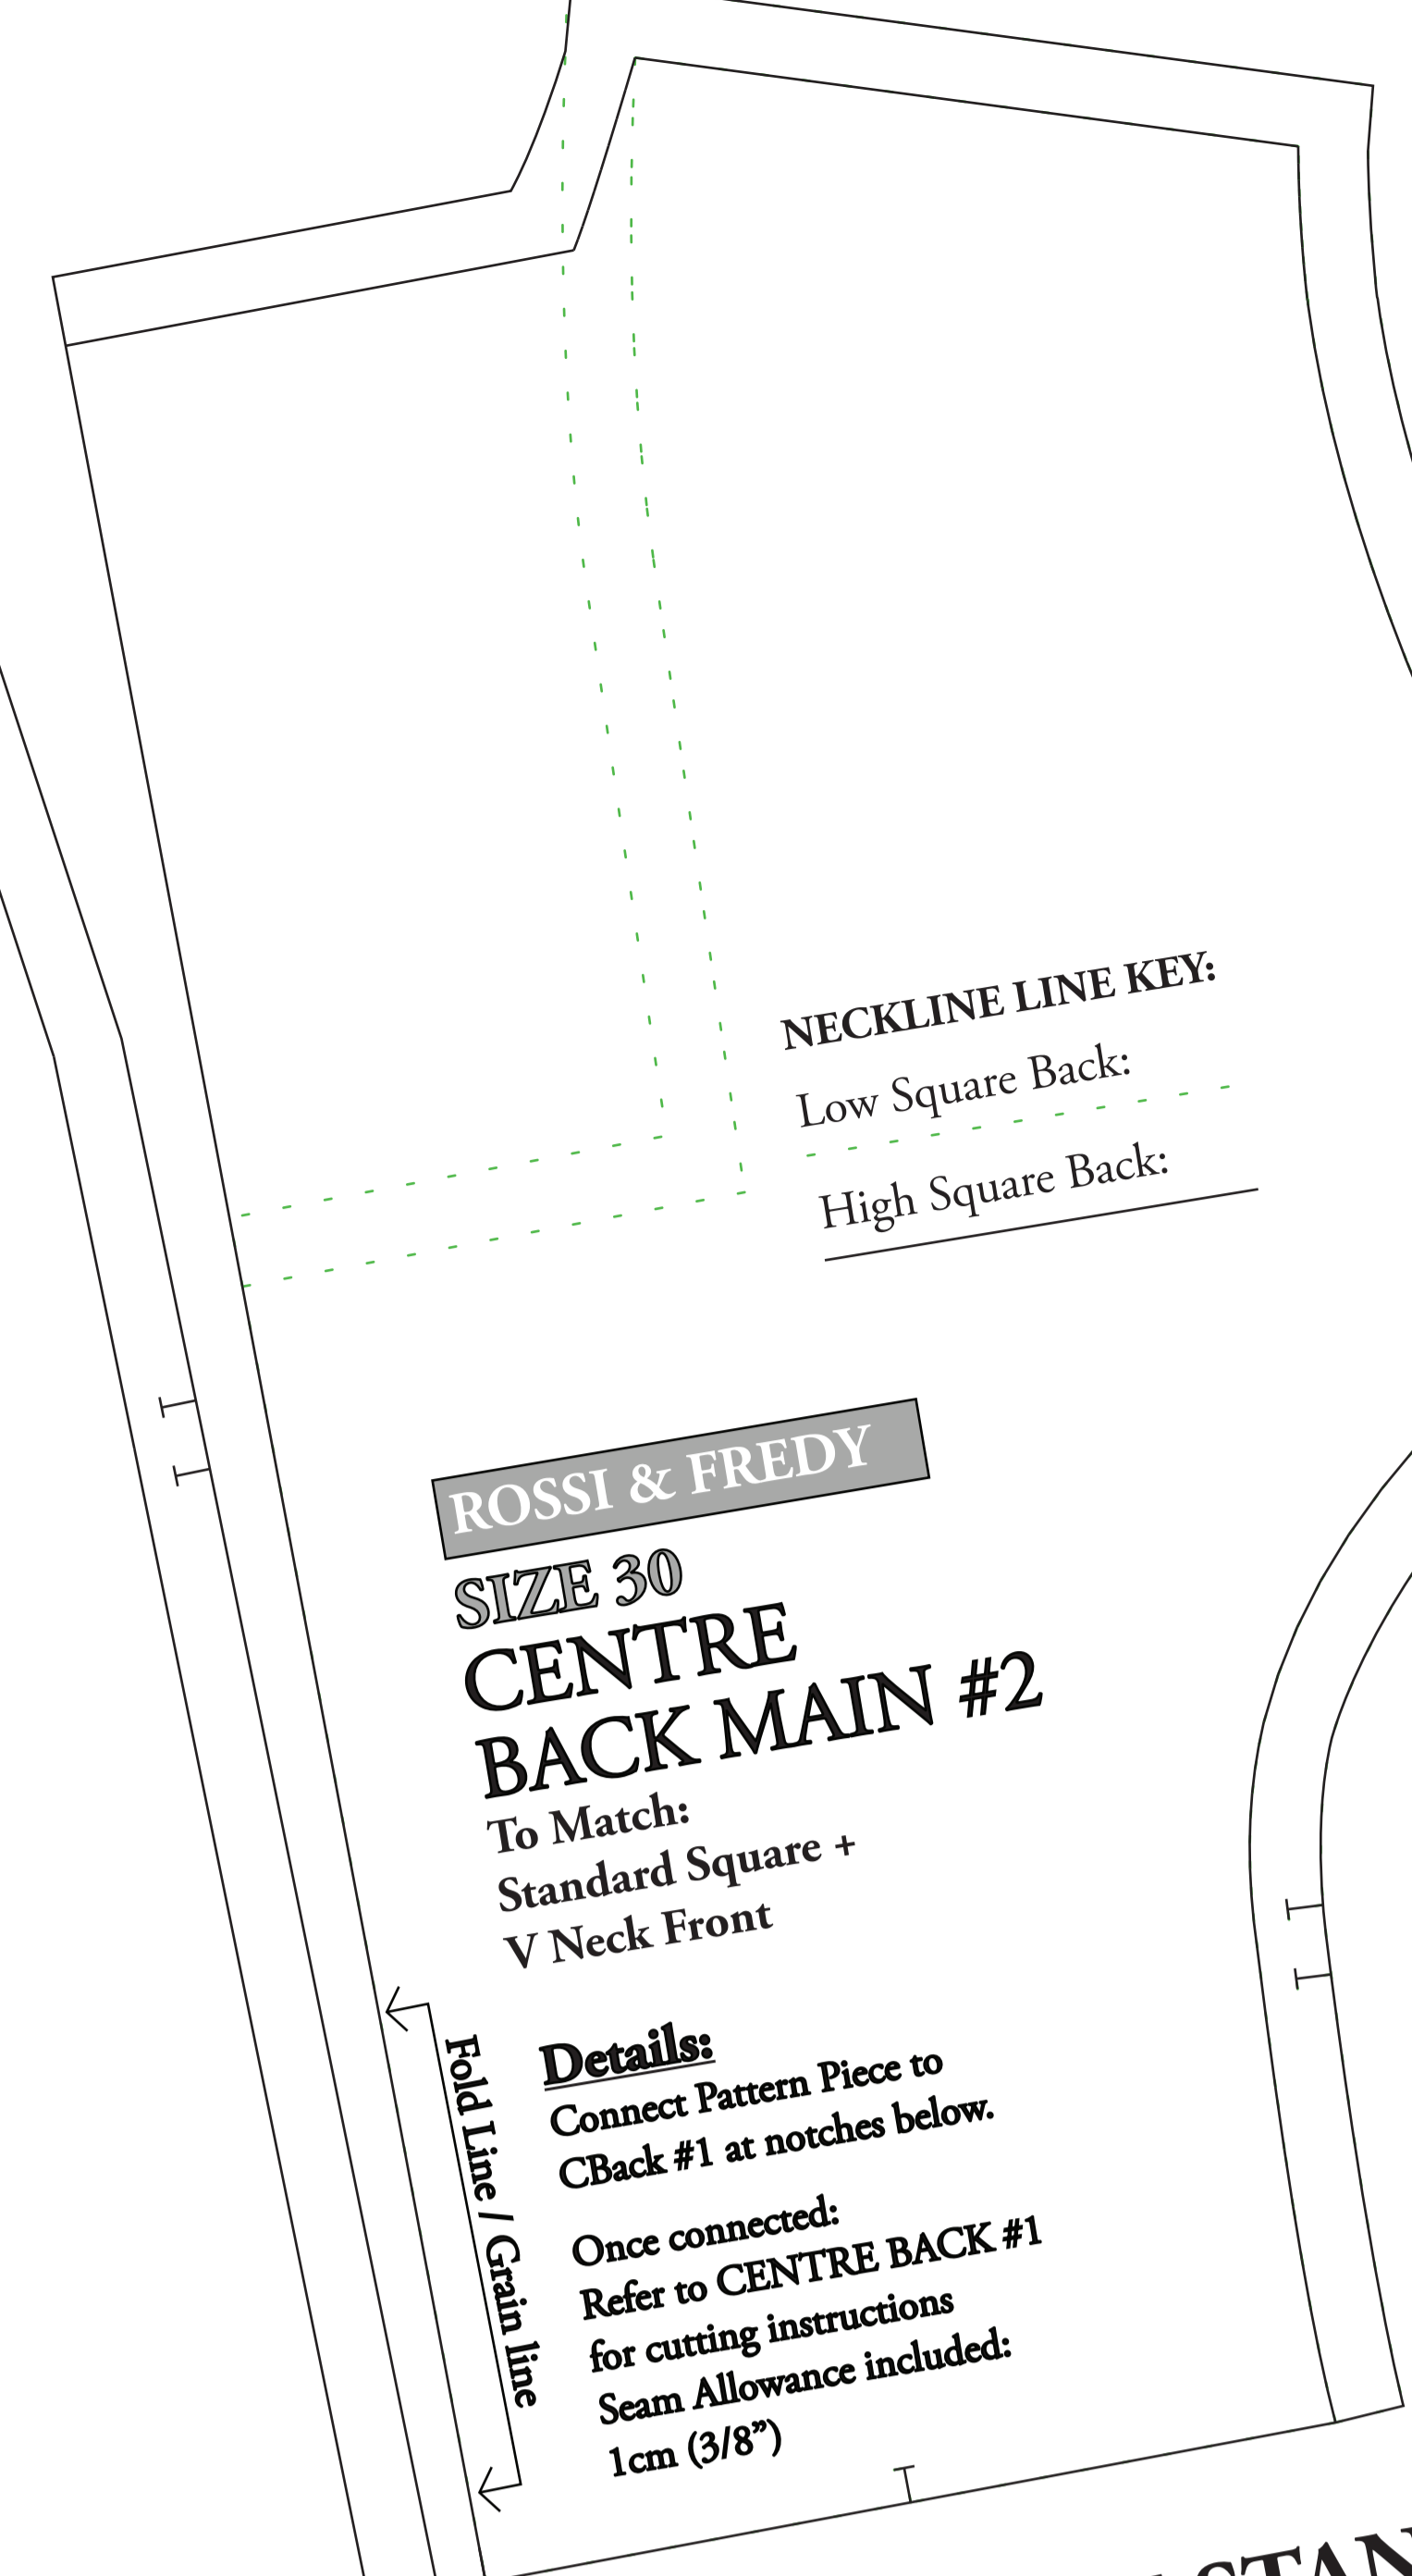 NECKLINE LINE KEY:
Low Square Back:
High Square Back:
ROSSI & FREDY
SIZE 30
CENTRE
BACK MAIN #2
To Match:
Standard Square +
V Neck Front
Fold Line / Grain line
Details:
Connect Pattern Piece to
CBack #1 at notches below.
Once connected:
Refer to CENTRE BACK #1
for cutting instructions
Seam Allowance included:
1cm (3/8”)